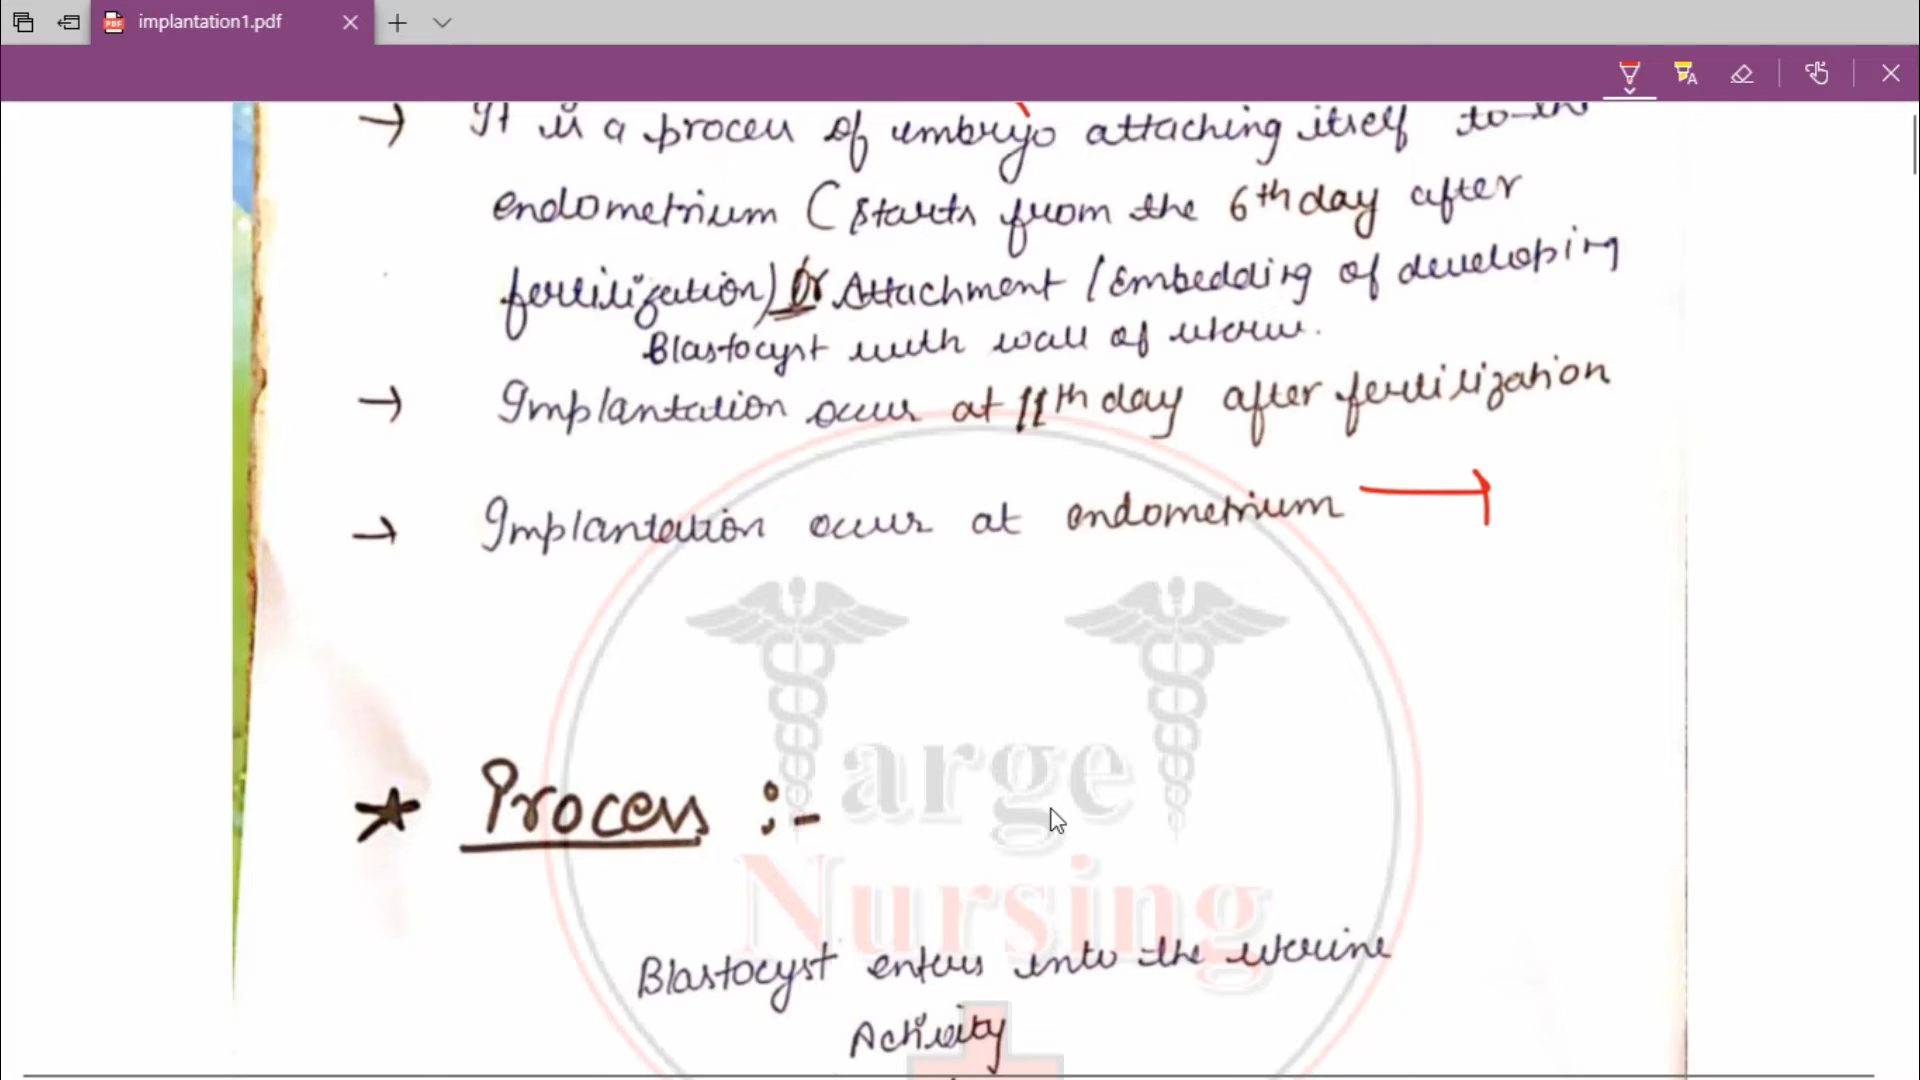 implantation1.pdf
→ It is a process of embryo attaching itself to the
endometrium ( starts from the 6th day after
fertilization) Or Attachment / Embedding of developing
Blastocyst with wall of uterus.
→ Implantation occur at 11th day after fertilization
→ Implantation occur at endometrium
★ Process :-
arge
Nursing
Blastocyst enters into the uterine
Activity